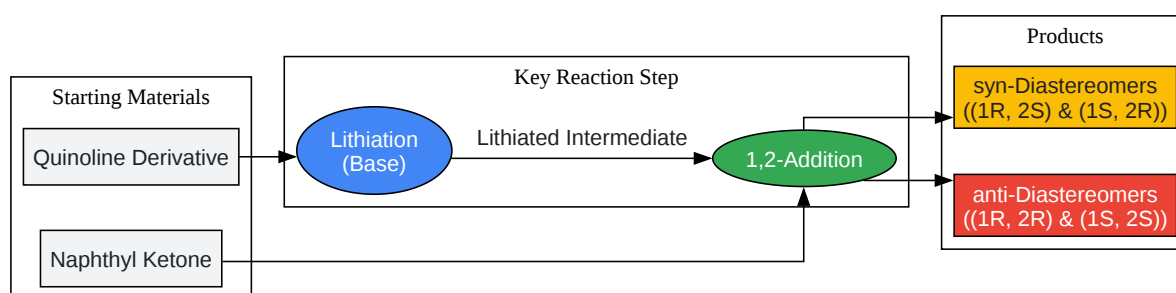 Starting Materials
Quinoline Derivative
Naphthyl Ketone
Key Reaction Step
Lithiation
(Base)
Lithiated Intermediate
1,2-Addition
Products
syn-Diastereomers
((1R, 2S) & (1S, 2R))
anti-Diastereomers
((1R, 2R) & (1S, 2S))